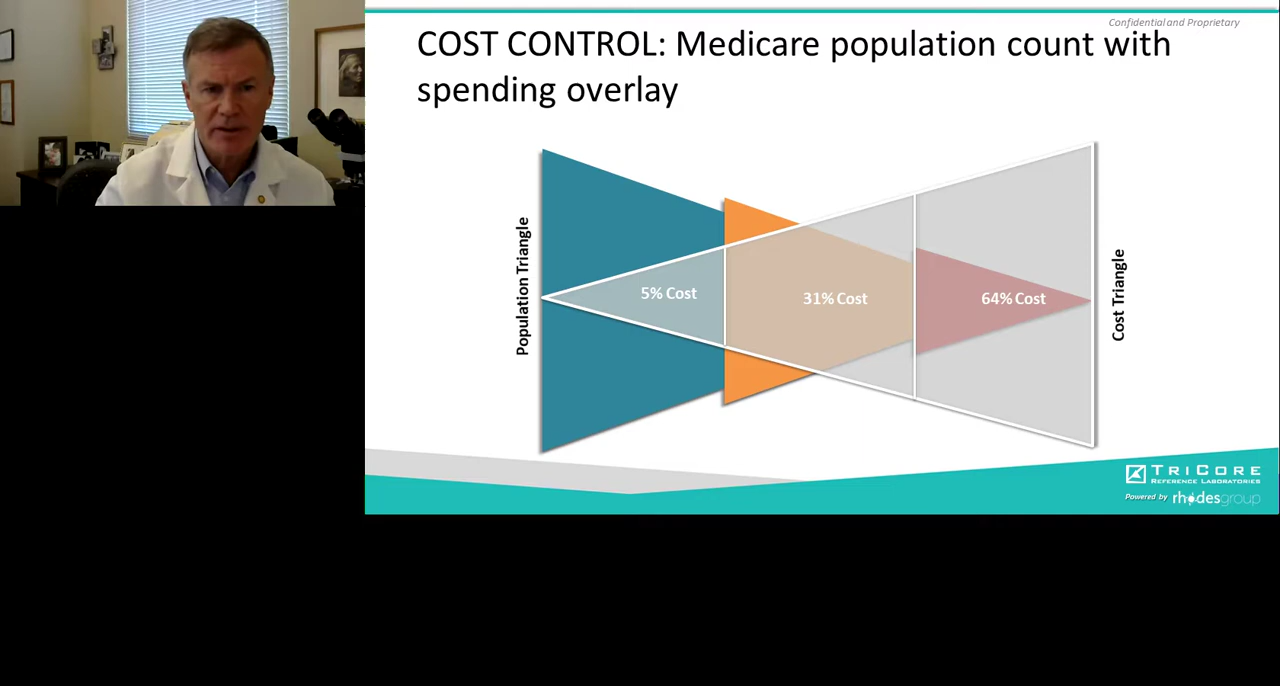 Confidential and Proprietary
COST CONTROL: Medicare population count with
spending overlay
Population Triangle
5% Cost
31% Cost
64% Cost
Cost Triangle
TRICORE
REFERENCE LABORATORIES
Powered by rhodesgroup